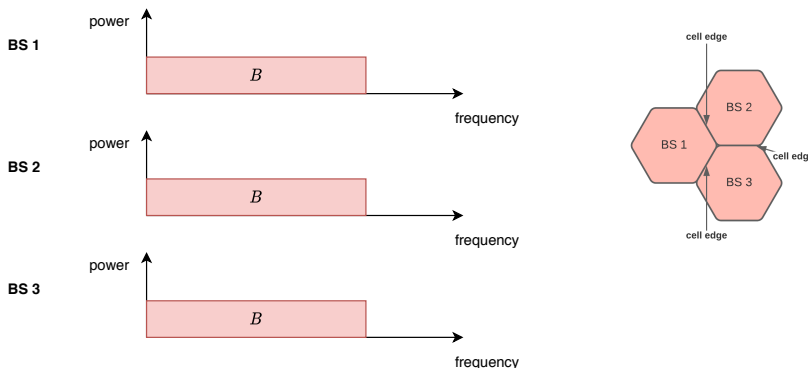 power
BS 1
B
frequency
power
BS 2
B
frequency
power
BS 3
B
frequency
cell edge
BS 2
BS 1
cell edg
BS 3
cell edge